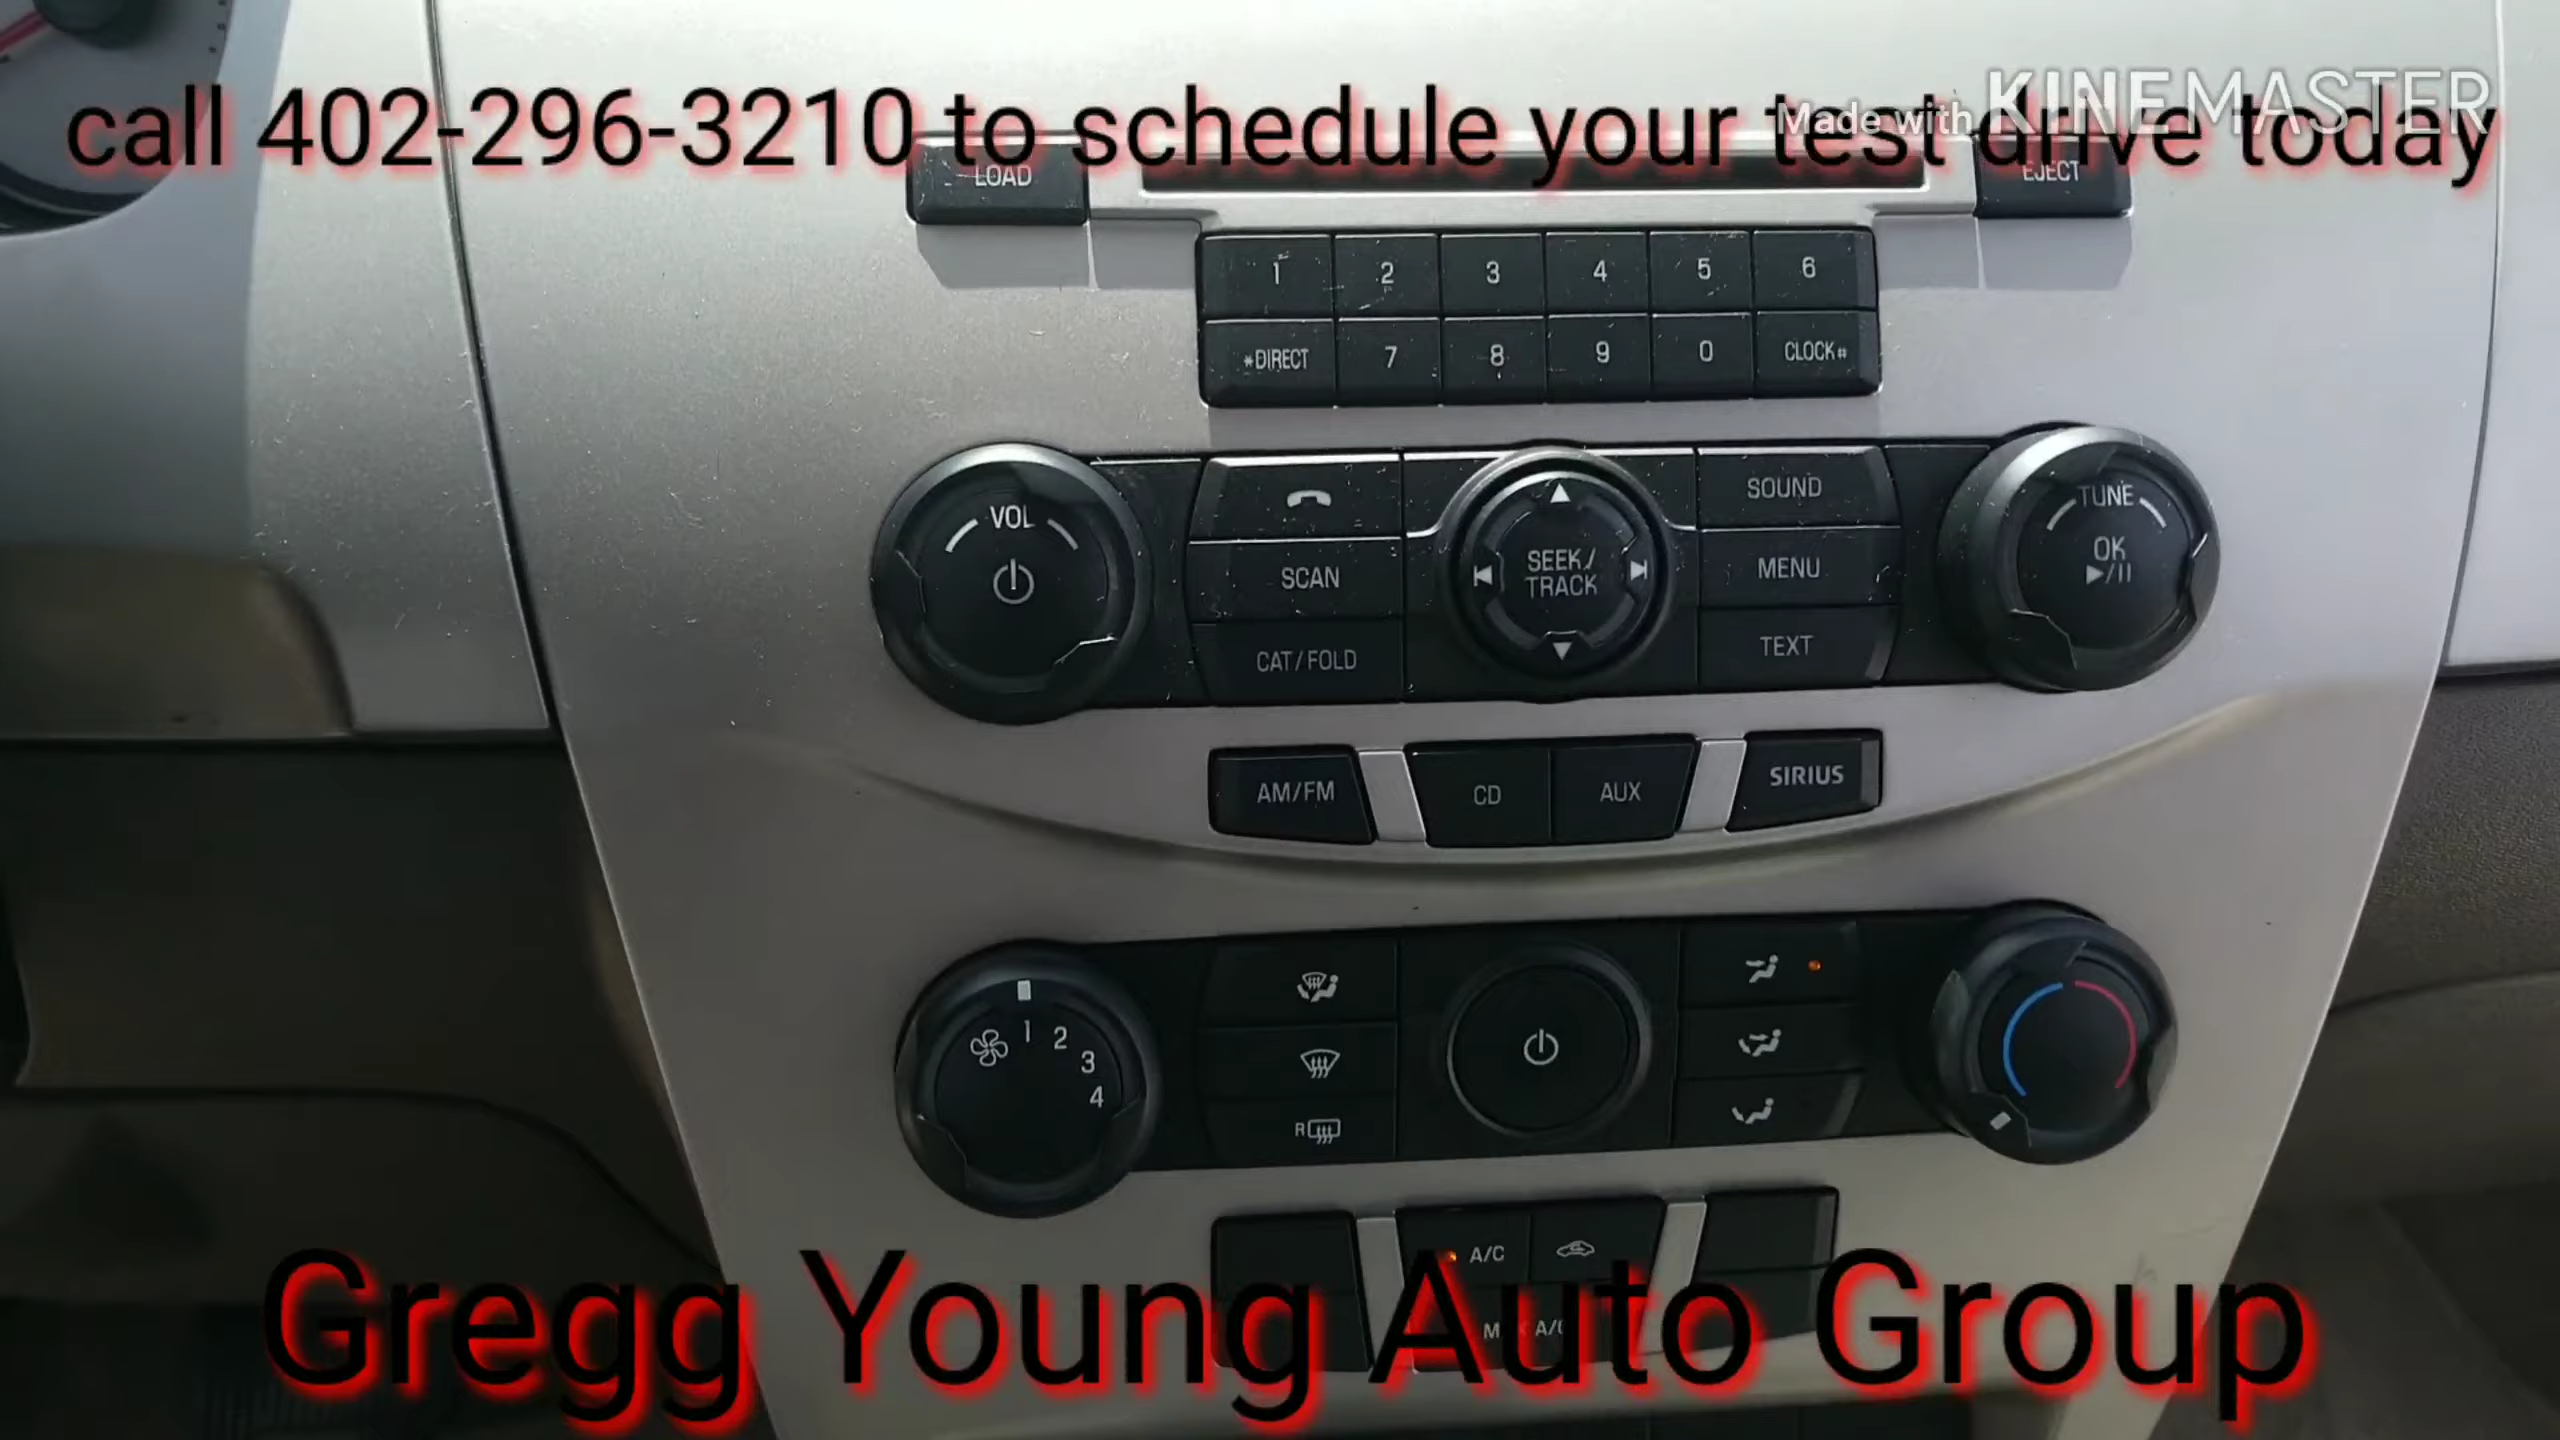 Made with KINEMASTER
call 402-296-3210 to schedule your test drive today
LOAD
EJECT
1 2 3 4 5 6
*DIRECT 7 8 9 0 CLOCK#
VOL
SCAN
CAT/FOLD
SEEK/
TRACK
SOUND
MENU
TEXT
TUNE
OK
AM/FM CD AUX SIRIUS
1 2 3 4
R
A/C
MAX A/C
Gregg Young Auto Group